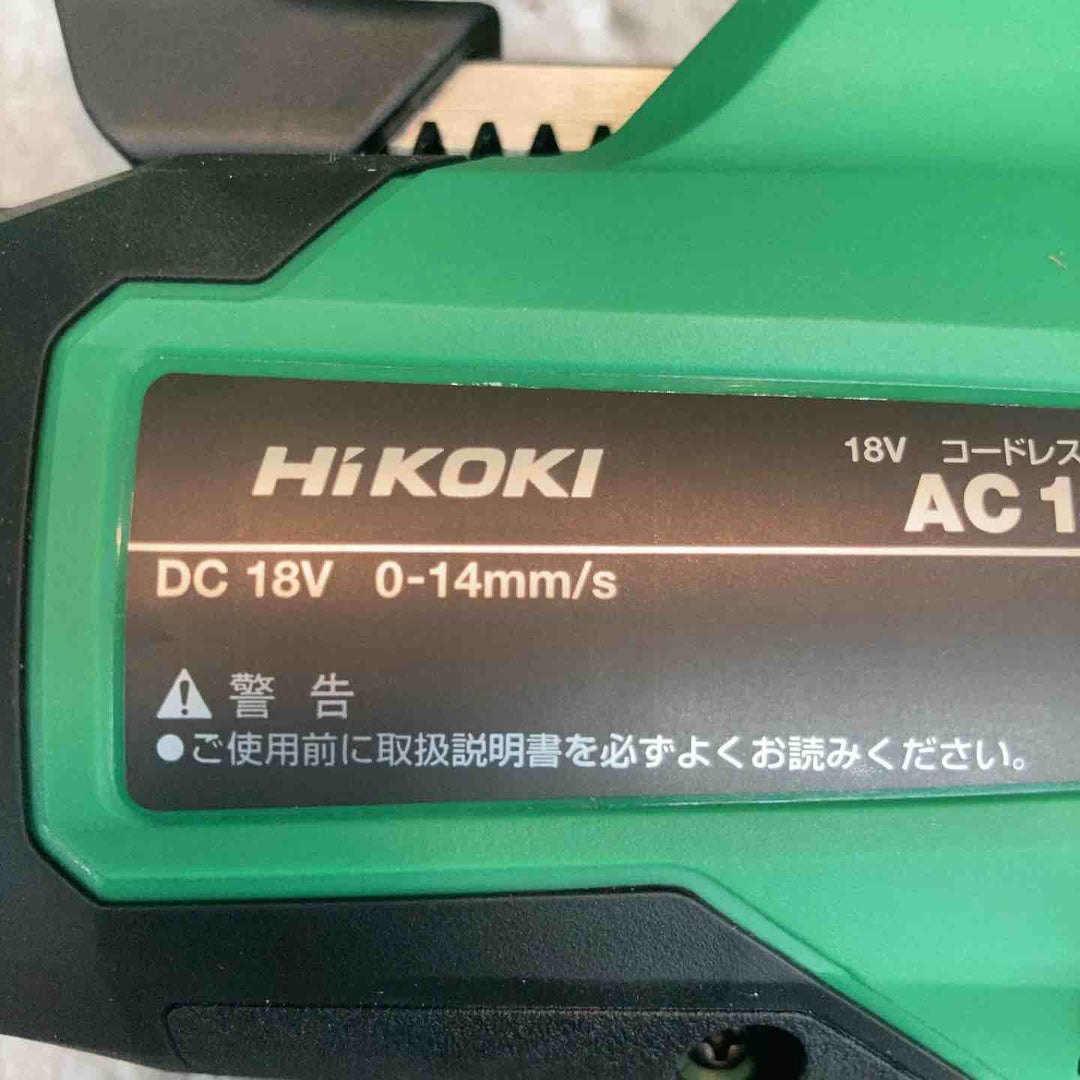 HiKOKI
18V コードレス
AC 1
DC 18V 0-14mm/s
警 告
●ご使用前に取扱説明書を必ずよくお読みください。